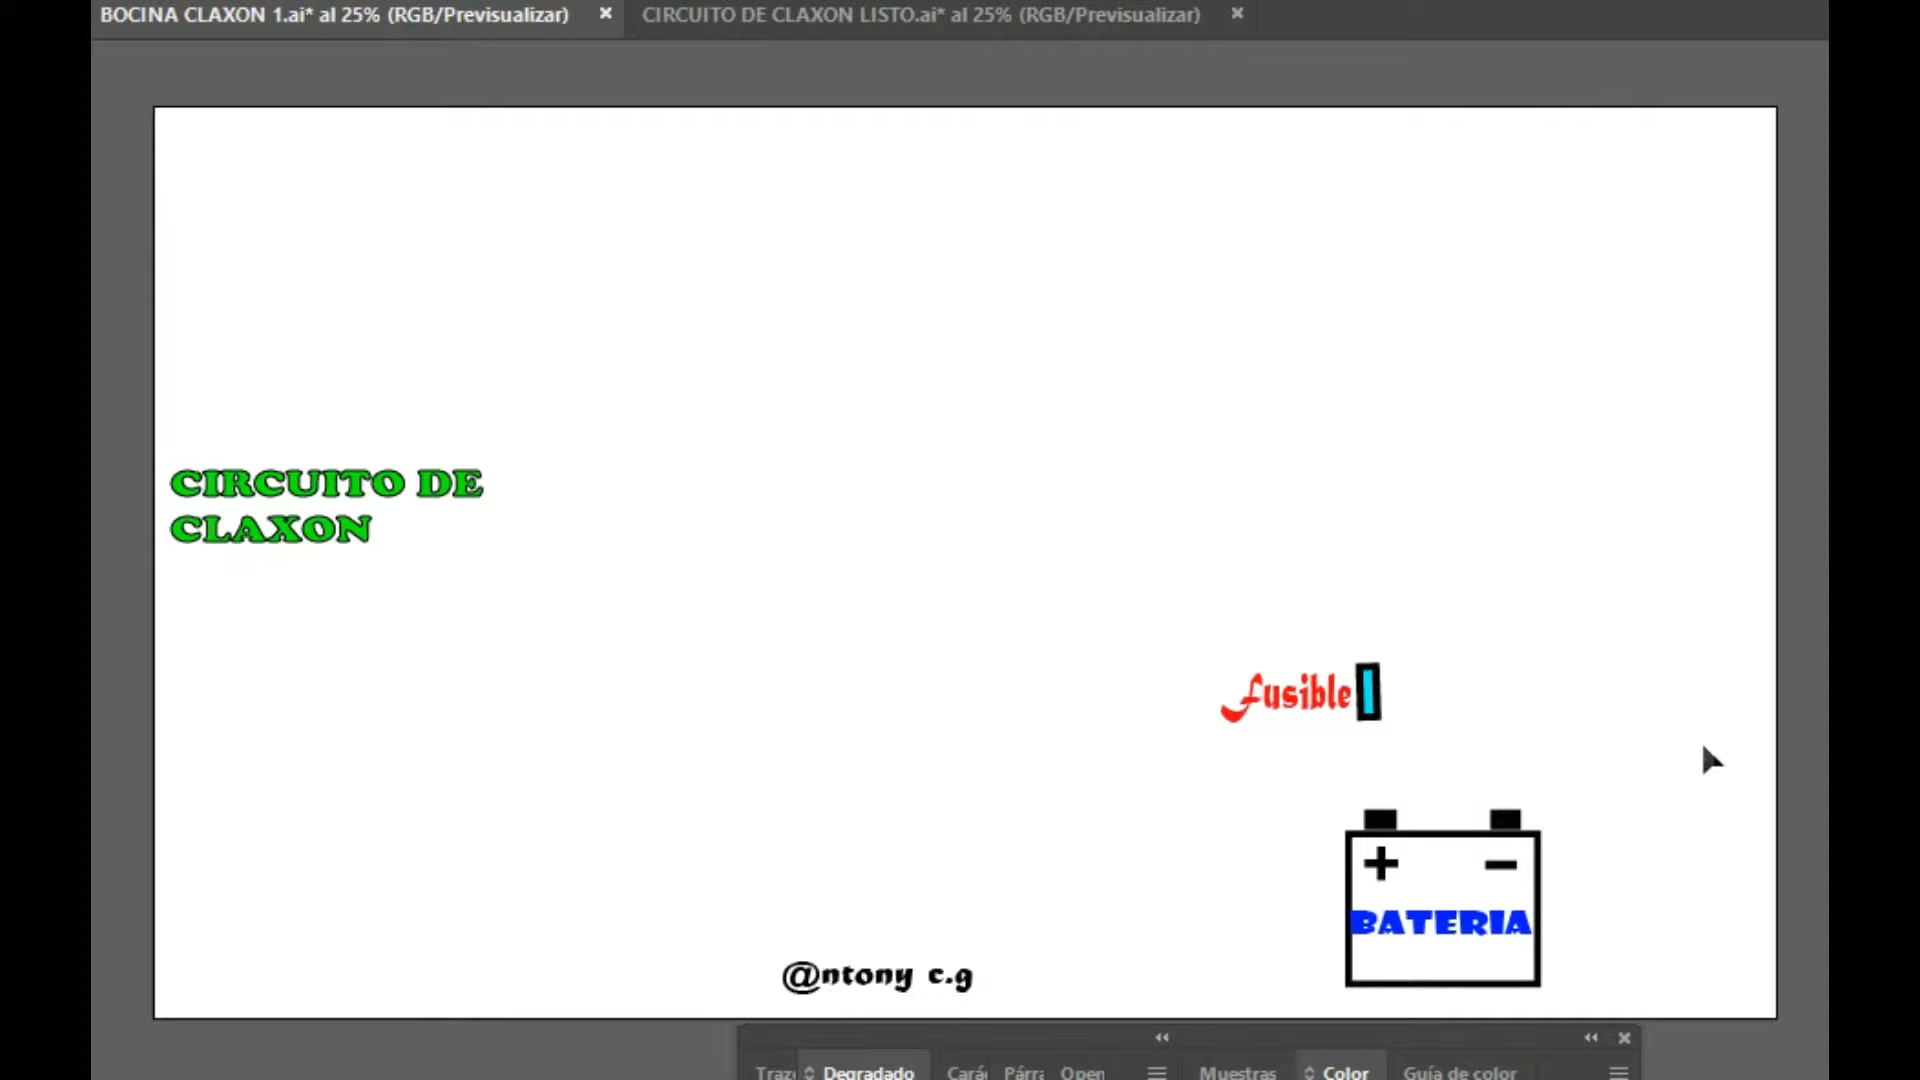 BOCINA CLAXON 1.ai* al 25% (RGB/Previsualizar) ×
CIRCUITO DE CLAXON LISTO.ai* al 25% (RGB/Previsualizar) ×
CIRCUITO DE
CLAXON
fusible
+ −
BATERIA
@ntony c.g
Degradado
Color
Muestras
Guía de color